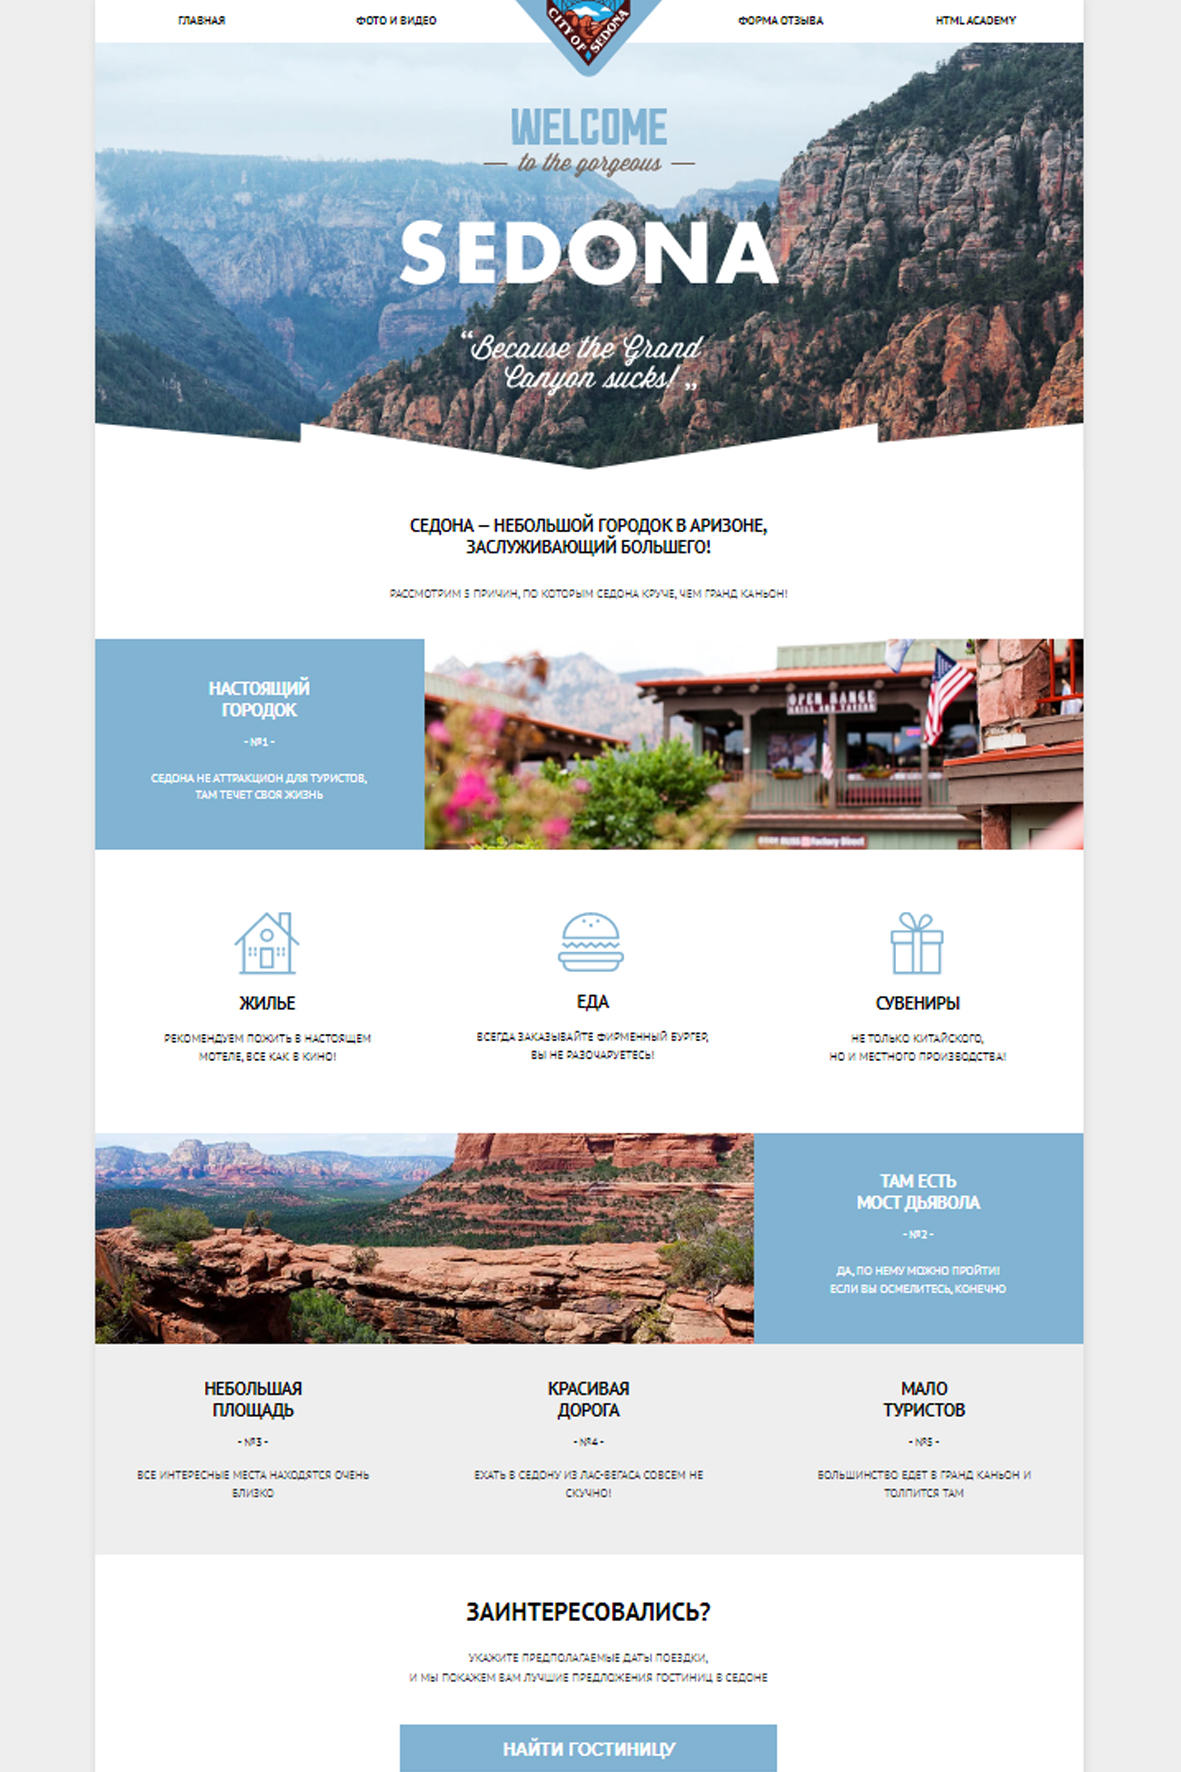 ГЛАВНАЯ
ФОТО И ВИДЕО
CITY OF SEDONA
ФОРМА ОТЗЫВА
HTML ACADEMY
WELCOME
to the gorgeous
SEDONA
“Because the Grand
Canyon sucks! „
СЕДОНА – НЕБОЛЬШОЙ ГОРОДОК В АРИЗОНЕ,
ЗАСЛУЖИВАЮЩИЙ БОЛЬШЕГО!
РАССМОТРИМ 5 ПРИЧИН, ПО КОТОРЫМ СЕДОНА КРУЧЕ, ЧЕМ ГРАНД КАНЬОН!
НАСТОЯЩИЙ
ГОРОДОК
- №1 -
СЕДОНА НЕ АТТРАКЦИОН ДЛЯ ТУРИСТОВ,
ТАМ ТЕЧЕТ СВОЯ ЖИЗНЬ
OPEN RANGE
GRILL AND TAVERN
Factory Direct
ЖИЛЬЕ
РЕКОМЕНДУЕМ ПОЖИТЬ В НАСТОЯЩЕМ
МОТЕЛЕ, ВСЕ КАК В КИНО!
ЕДА
ВСЕГДА ЗАКАЗЫВАЙТЕ ФИРМЕННЫЙ БУРГЕР,
ВЫ НЕ РАЗОЧАРУЕТЕСЬ!
СУВЕНИРЫ
НЕ ТОЛЬКО КИТАЙСКОГО,
НО И МЕСТНОГО ПРОИЗВОДСТВА!
ТАМ ЕСТЬ
МОСТ ДЬЯВОЛА
- №2 -
ДА, ПО НЕМУ МОЖНО ПРОЙТИ!
ЕСЛИ ВЫ ОСМЕЛИТЕСЬ, КОНЕЧНО
НЕБОЛЬШАЯ
ПЛОЩАДЬ
- №3 -
ВСЕ ИНТЕРЕСНЫЕ МЕСТА НАХОДЯТСЯ ОЧЕНЬ
БЛИЗКО
КРАСИВАЯ
ДОРОГА
- №4 -
ЕХАТЬ В СЕДОНУ ИЗ ЛАС-ВЕГАСА СОВСЕМ НЕ
СКУЧНО!
МАЛО
ТУРИСТОВ
- №5 -
БОЛЬШИНСТВО ЕДЕТ В ГРАНД КАНЬОН И
ТОЛПИТСЯ ТАМ
ЗАИНТЕРЕСОВАЛИСЬ?
УКАЖИТЕ ПРЕДПОЛАГАЕМЫЕ ДАТЫ ПОЕЗДКИ,
И МЫ ПОКАЖЕМ ВАМ ЛУЧШИЕ ПРЕДЛОЖЕНИЯ ГОСТИНИЦ В СЕДОНЕ
НАЙТИ ГОСТИНИЦУ